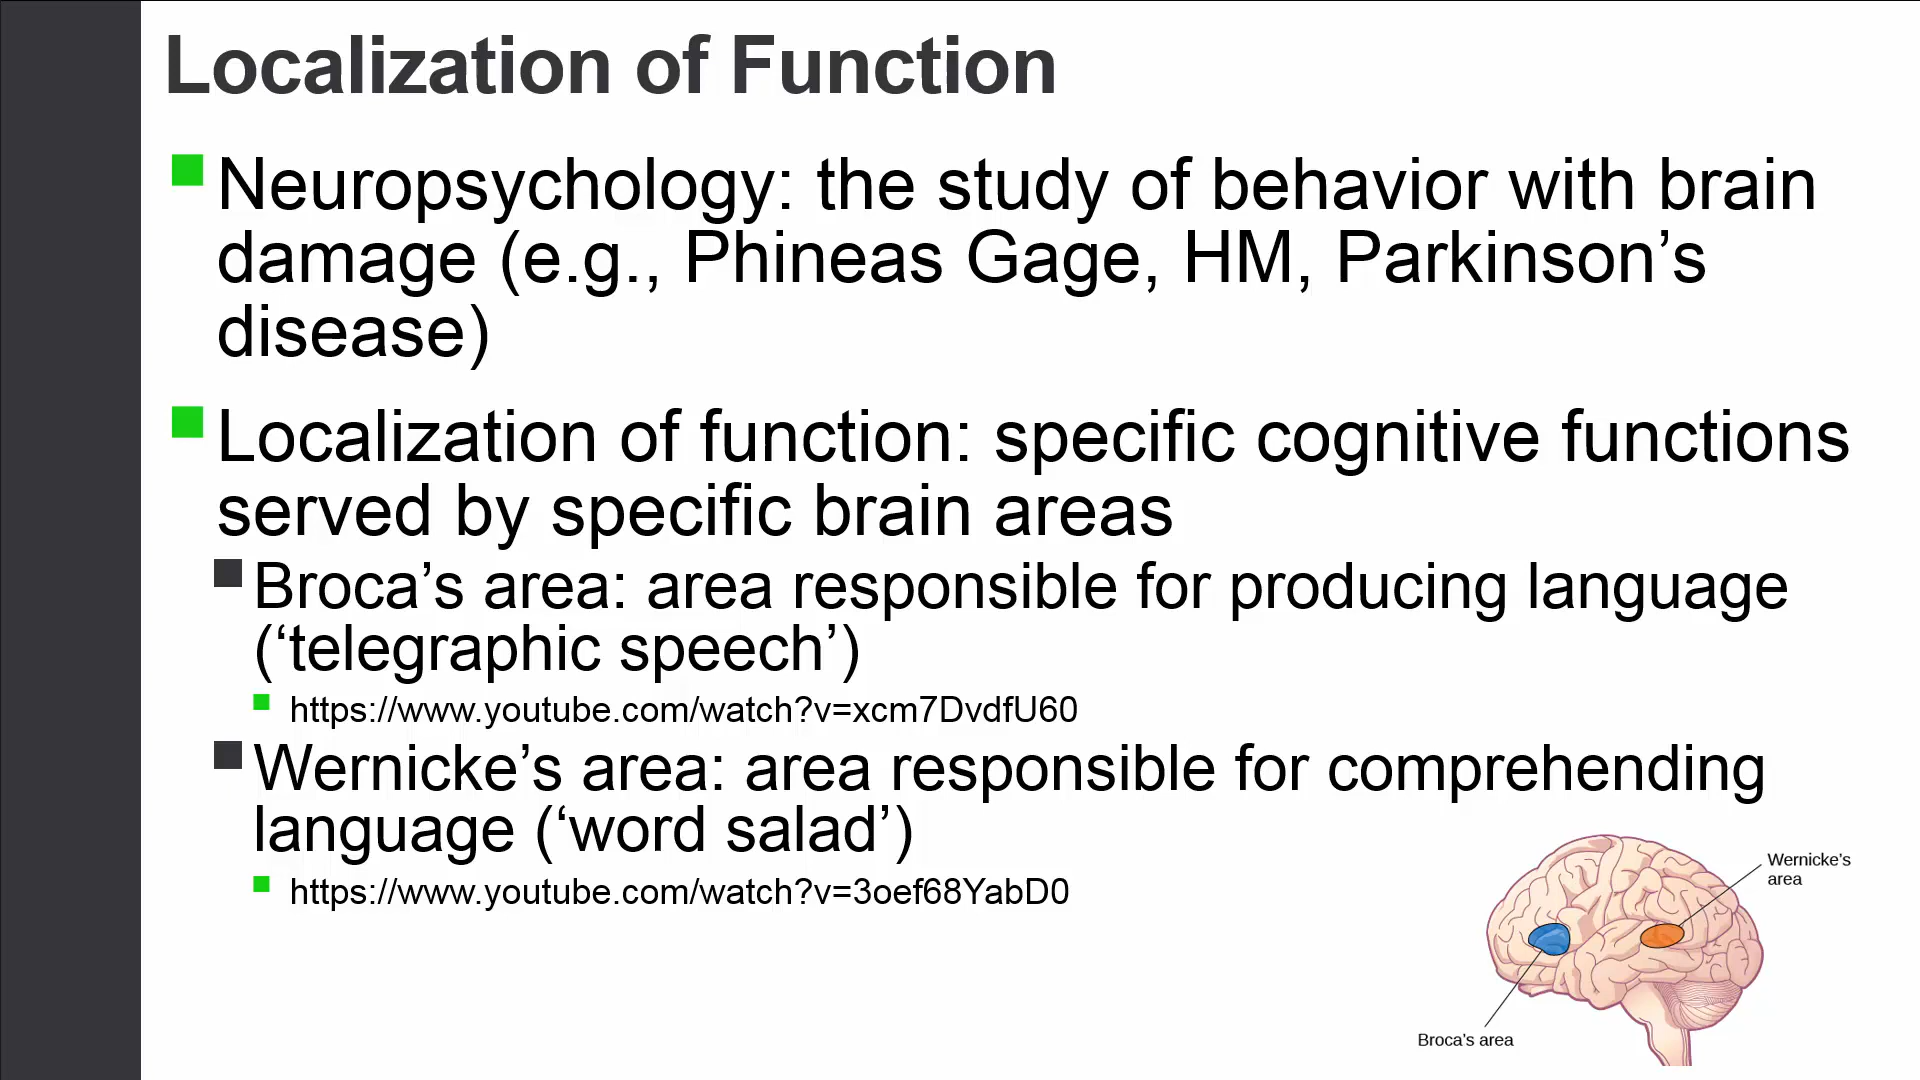 Localization of Function
Neuropsychology: the study of behavior with brain
damage (e.g., Phineas Gage, HM, Parkinson’s
disease)
Localization of function: specific cognitive functions
served by specific brain areas
Broca’s area: area responsible for producing language
(‘telegraphic speech’)
https://www.youtube.com/watch?v=xcm7DvdfU60
Wernicke’s area: area responsible for comprehending
language (‘word salad’)
https://www.youtube.com/watch?v=3oef68YabD0
Wernicke’s
area
Broca’s area